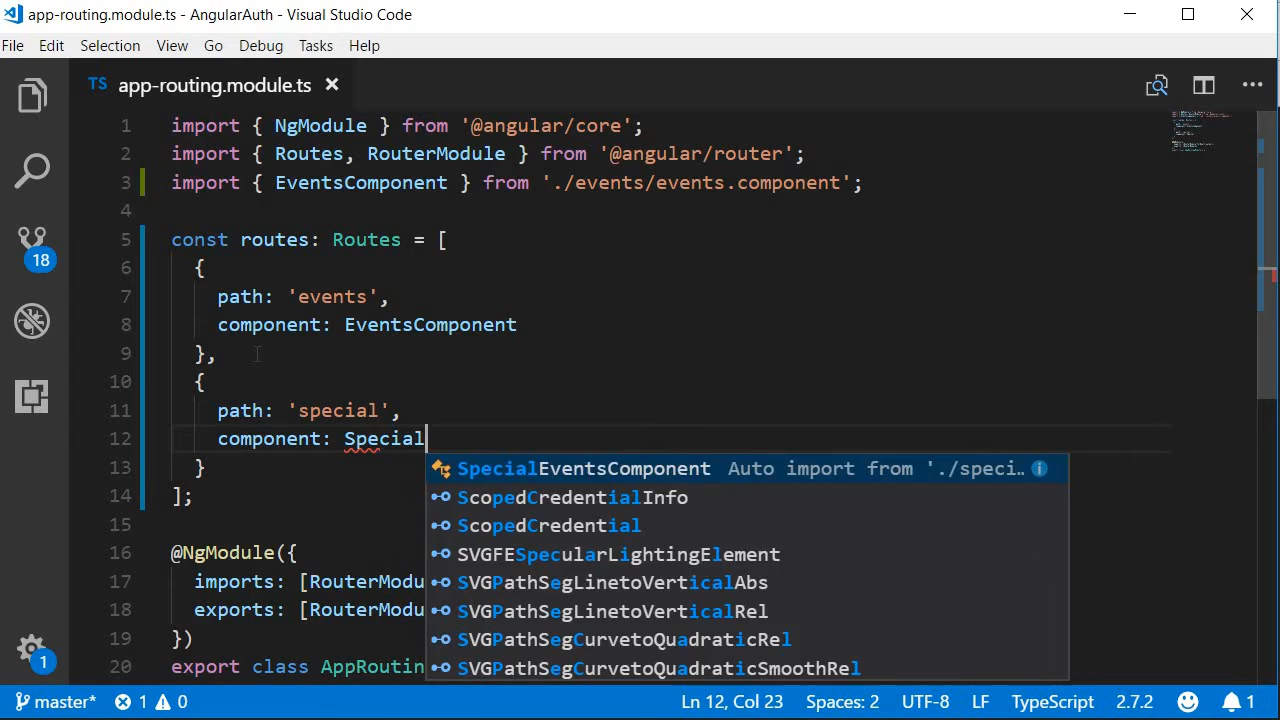 app-routing.module.ts - AngularAuth - Visual Studio Code
File Edit Selection View Go Debug Tasks Help
TS app-routing.module.ts
1 import { NgModule } from '@angular/core';
2 import { Routes, RouterModule } from '@angular/router';
3 import { EventsComponent } from './events/events.component';
4
5 const routes: Routes = [
6 {
7 path: 'events',
8 component: EventsComponent
9 },
10 {
11 path: 'special',
12 component: Special
13 }
14 ];
15
16 @NgModule({
17 imports: [RouterModu
18 exports: [RouterModu
19 })
20 export class AppRoutin
SpecialEventsComponent Auto import from './speci…
ScopedCredentialInfo
ScopedCredential
SVGFESpecularLightingElement
SVGPathSegLinetoVerticalAbs
SVGPathSegLinetoVerticalRel
SVGPathSegCurvetoQuadraticRel
SVGPathSegCurvetoQuadraticSmoothRel
18
1
master* 1 0 Ln 12, Col 23 Spaces: 2 UTF-8 LF TypeScript 2.7.2 1